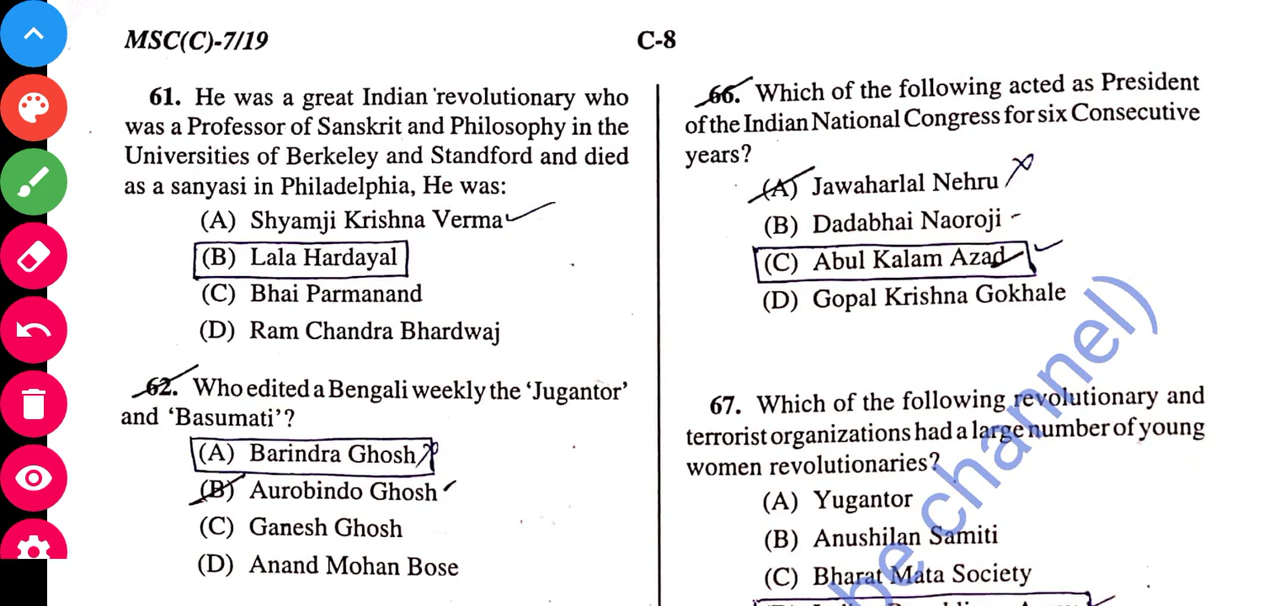 MSC(C)-7/19
C-8
61. He was a great Indian revolutionary who
was a Professor of Sanskrit and Philosophy in the
Universities of Berkeley and Standford and died
as a sanyasi in Philadelphia, He was:
(A) Shyamji Krishna Verma
(B) Lala Hardayal
(C) Bhai Parmanand
(D) Ram Chandra Bhardwaj
62. Who edited a Bengali weekly the ‘Jugantor’
and ‘Basumati’?
(A) Barindra Ghosh
(B) Aurobindo Ghosh
(C) Ganesh Ghosh
(D) Anand Mohan Bose
66. Which of the following acted as President
of the Indian National Congress for six Consecutive
years?
(A) Jawaharlal Nehru
(B) Dadabhai Naoroji
(C) Abul Kalam Azad
(D) Gopal Krishna Gokhale
67. Which of the following revolutionary and
terrorist organizations had a large number of young
women revolutionaries?
(A) Yugantor
(B) Anushilan Samiti
(C) Bharat Mata Society
be channel)